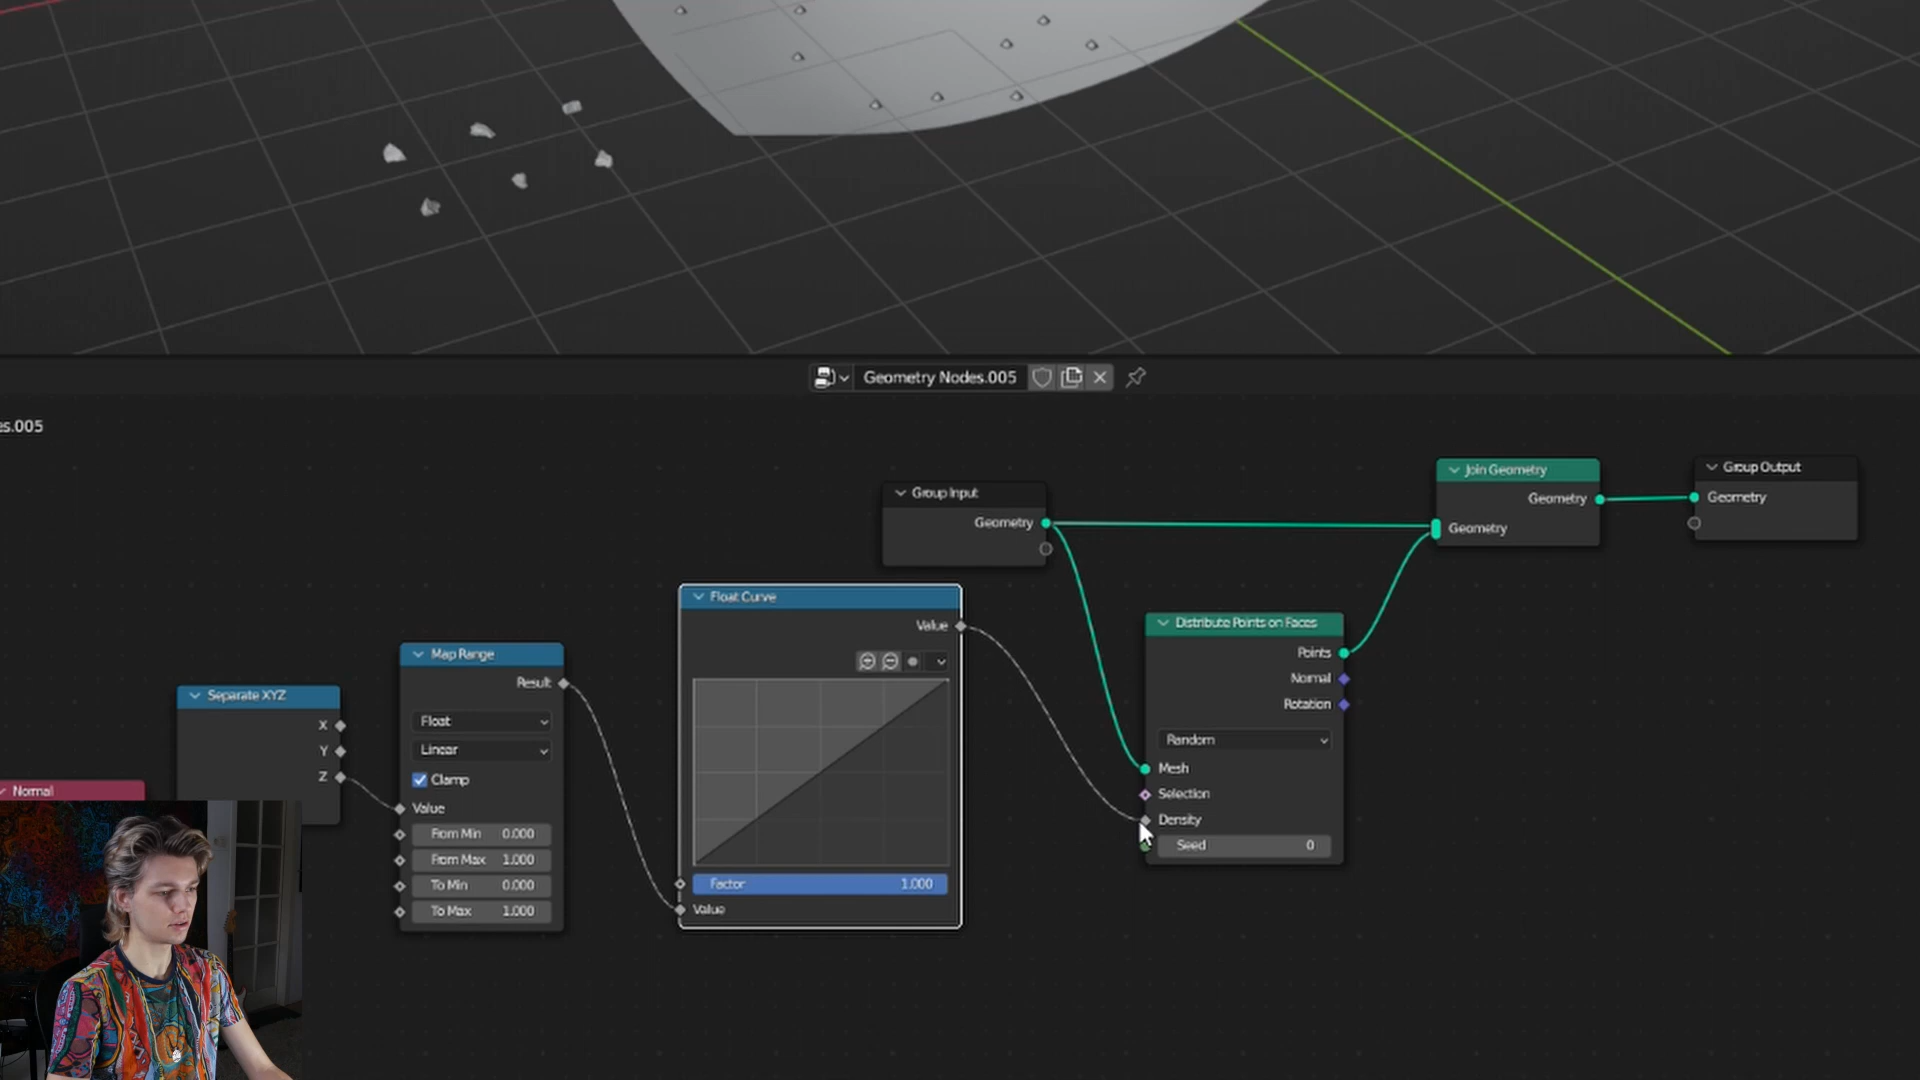 Geometry Nodes.005
es.005
Group Input
Geometry
Join Geometry
Geometry
Geometry
Group Output
Geometry
Float Curve
Value
Factor 1.000
Value
Distribute Points on Faces
Points
Normal
Rotation
Random
Mesh
Selection
Density
Seed 0
Map Range
Result
Float
Linear
Clamp
Value
From Min 0.000
From Max 1.000
To Min 0.000
To Max 1.000
Separate XYZ
X
Y
Z
Normal